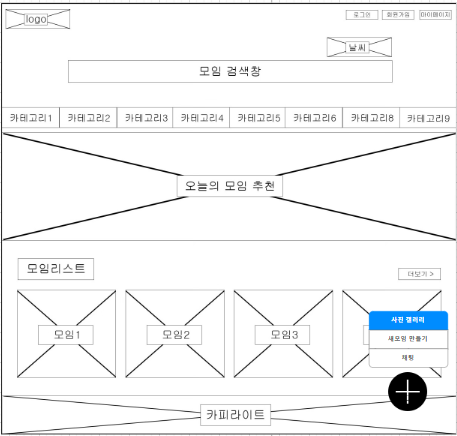 logo
로그인 회원가입 마이페이지
날씨
모임 검색창
카테고리1 카테고리2 카테고리3 카테고리4 카테고리5 카테고리6 카테고리8 카테고리9
오늘의 모임 추천
모임리스트
더보기 >
모임1 모임2 모임3
사진 갤러리
새모임 만들기
채팅
카피라이트